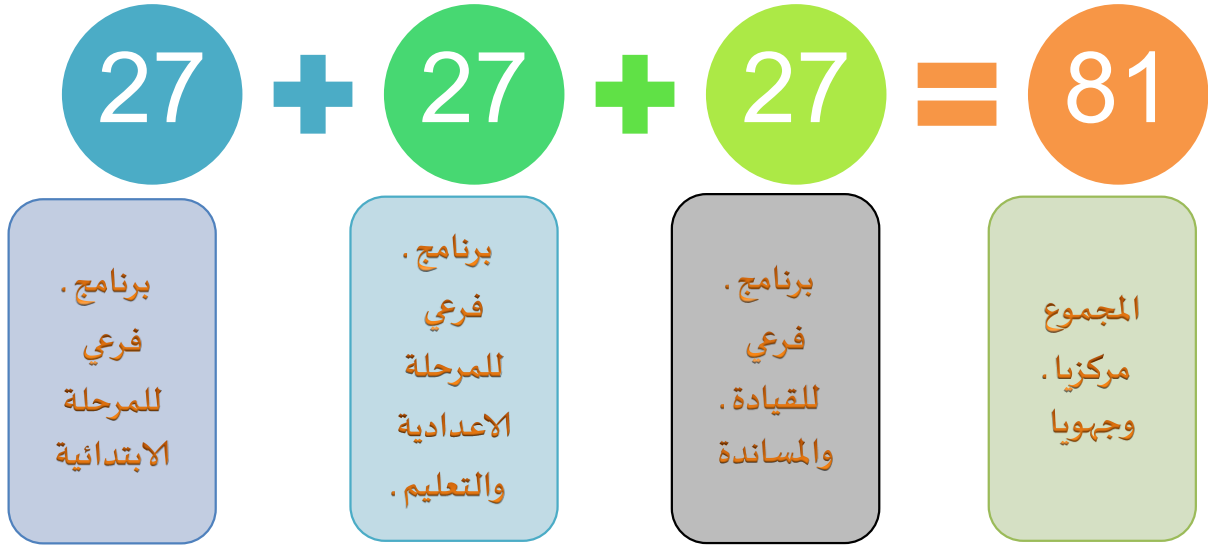 27 + 27 + 27 = 81
برنامج .
فرعي
للمرحلة
الابتدائية
برنامج .
فرعي
للمرحلة
الاعدادية
والتعليم .
برنامج .
فرعي
للقيادة .
والمساندة
المجموع
مركزيا .
وجهويا